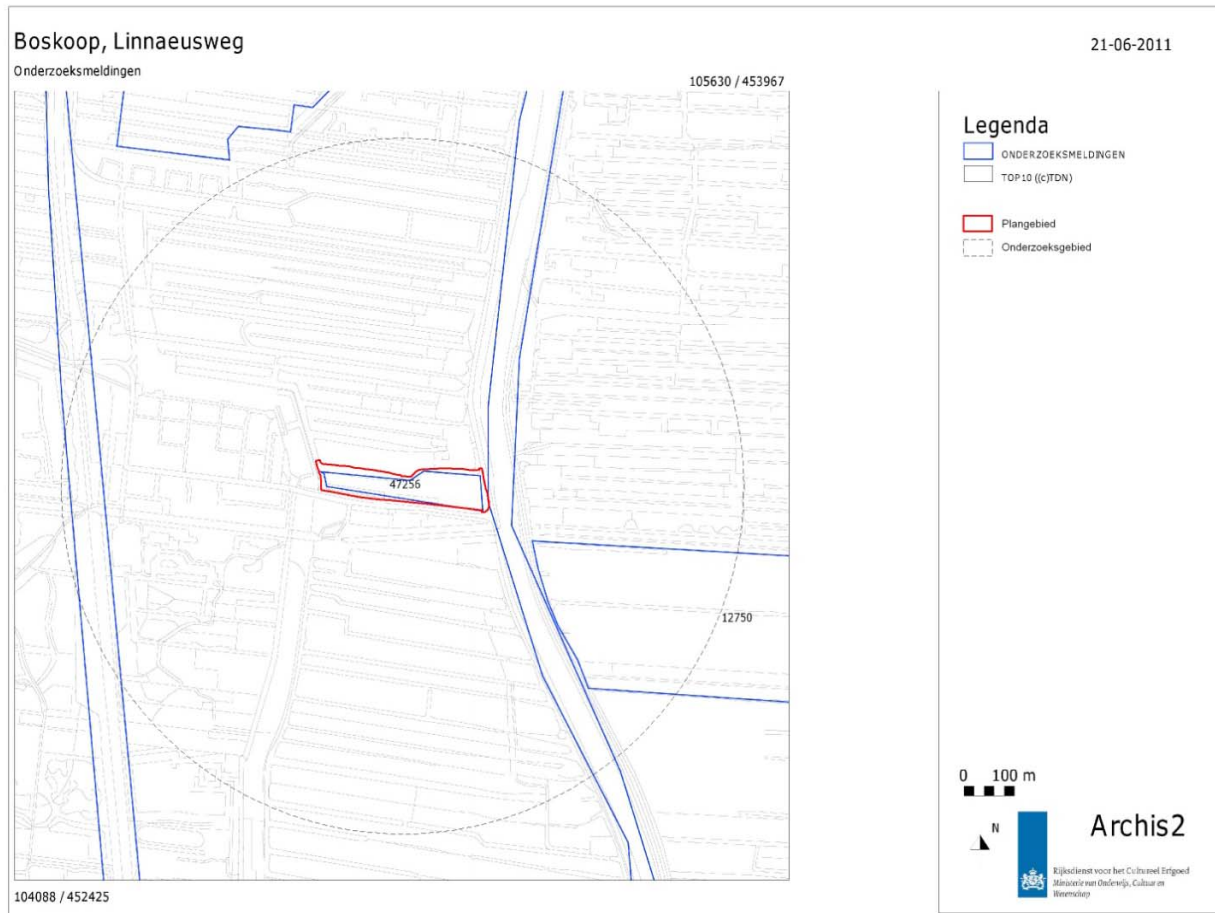 Boskoop, Linnaeusweg
21-06-2011
Onderzoeksmeldingen
105630 / 453967
Legenda
ONDERZOEKSMELDINGEN
TOP10 ((c)TDN)
Plangebied
Onderzoeksgebied
47256
12750
0 100 m
N
Archis2
Rijksdienst voor het Cultureel Erfgoed
Ministerie van Onderwijs, Cultuur en
Wetenschap
104088 / 452425